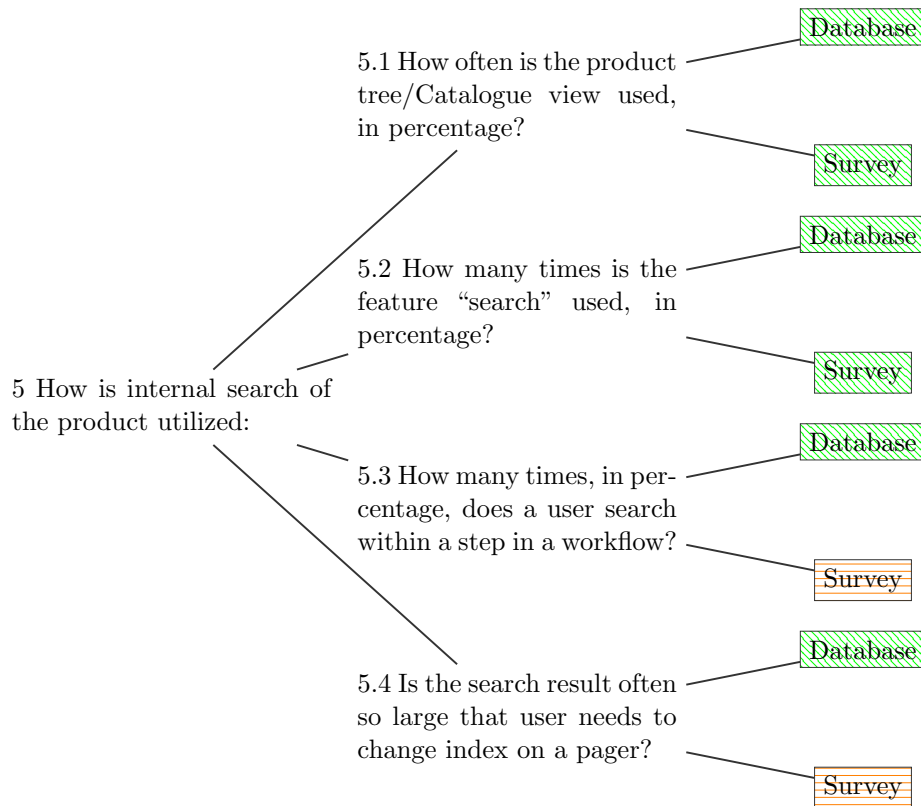 Database
5.1 How often is the product
tree/Catalogue view used,
in percentage?
Survey
Database
5.2 How many times is the
feature “search” used, in
percentage?
Survey
5 How is internal search of
the product utilized:
Database
5.3 How many times, in per-
centage, does a user search
within a step in a workflow?
Survey
Database
5.4 Is the search result often
so large that user needs to
change index on a pager?
Survey